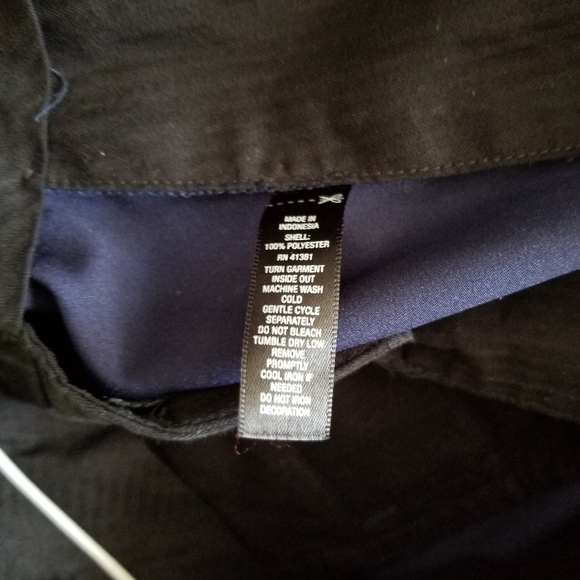 MADE IN
INDONESIA
SHELL:
100% POLYESTER
RN 41381
TURN GARMENT
INSIDE OUT
MACHINE WASH
COLD
GENTLE CYCLE
SEPARATELY
DO NOT BLEACH
TUMBLE DRY LOW
REMOVE
PROMPTLY
COOL IRON IF
NEEDED
DO NOT IRON
DECORATION